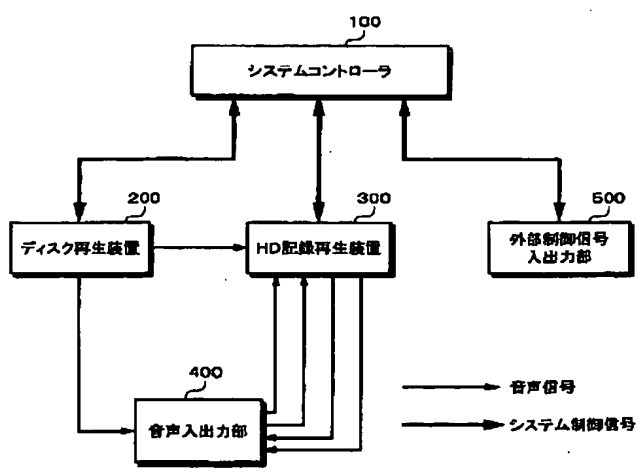 100
システムコントローラ
200
ディスク再生装置
300
HD記録再生装置
500
外部制御信号
入出力部
400
音声入出力部
音声信号
システム制御信号